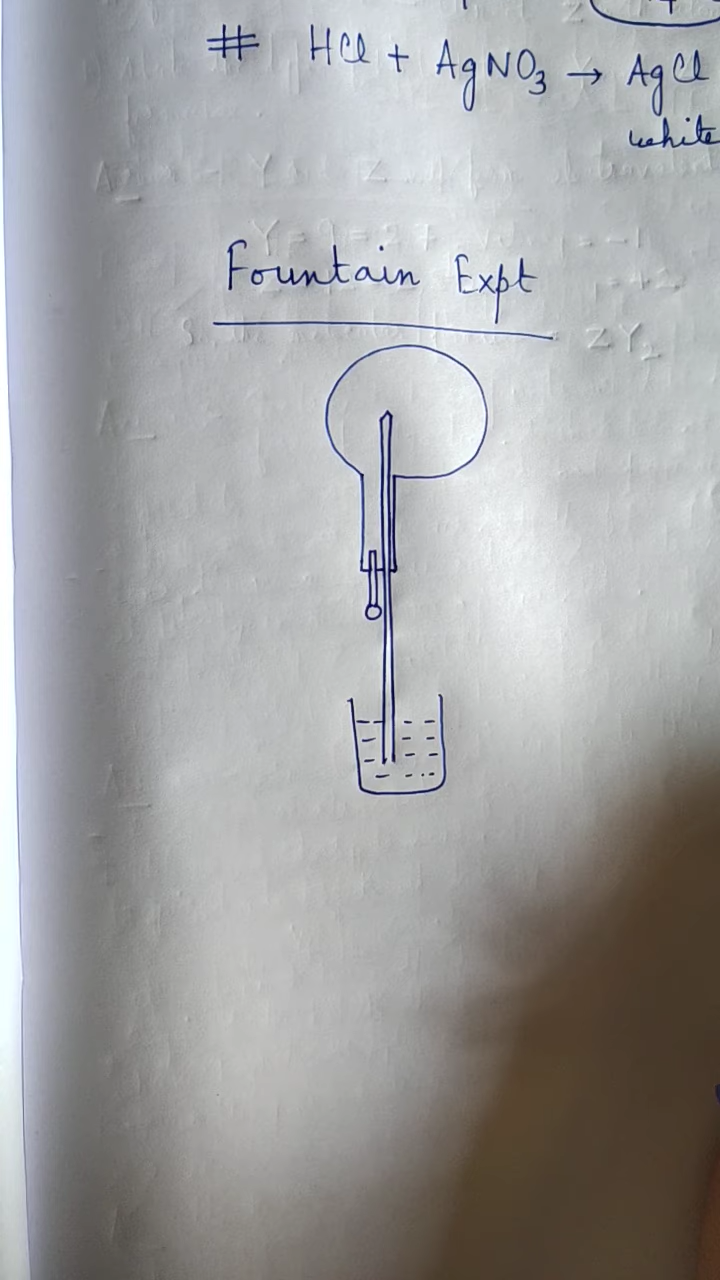 # HCl + AgNO₃ → AgCl
white
Fountain Expt